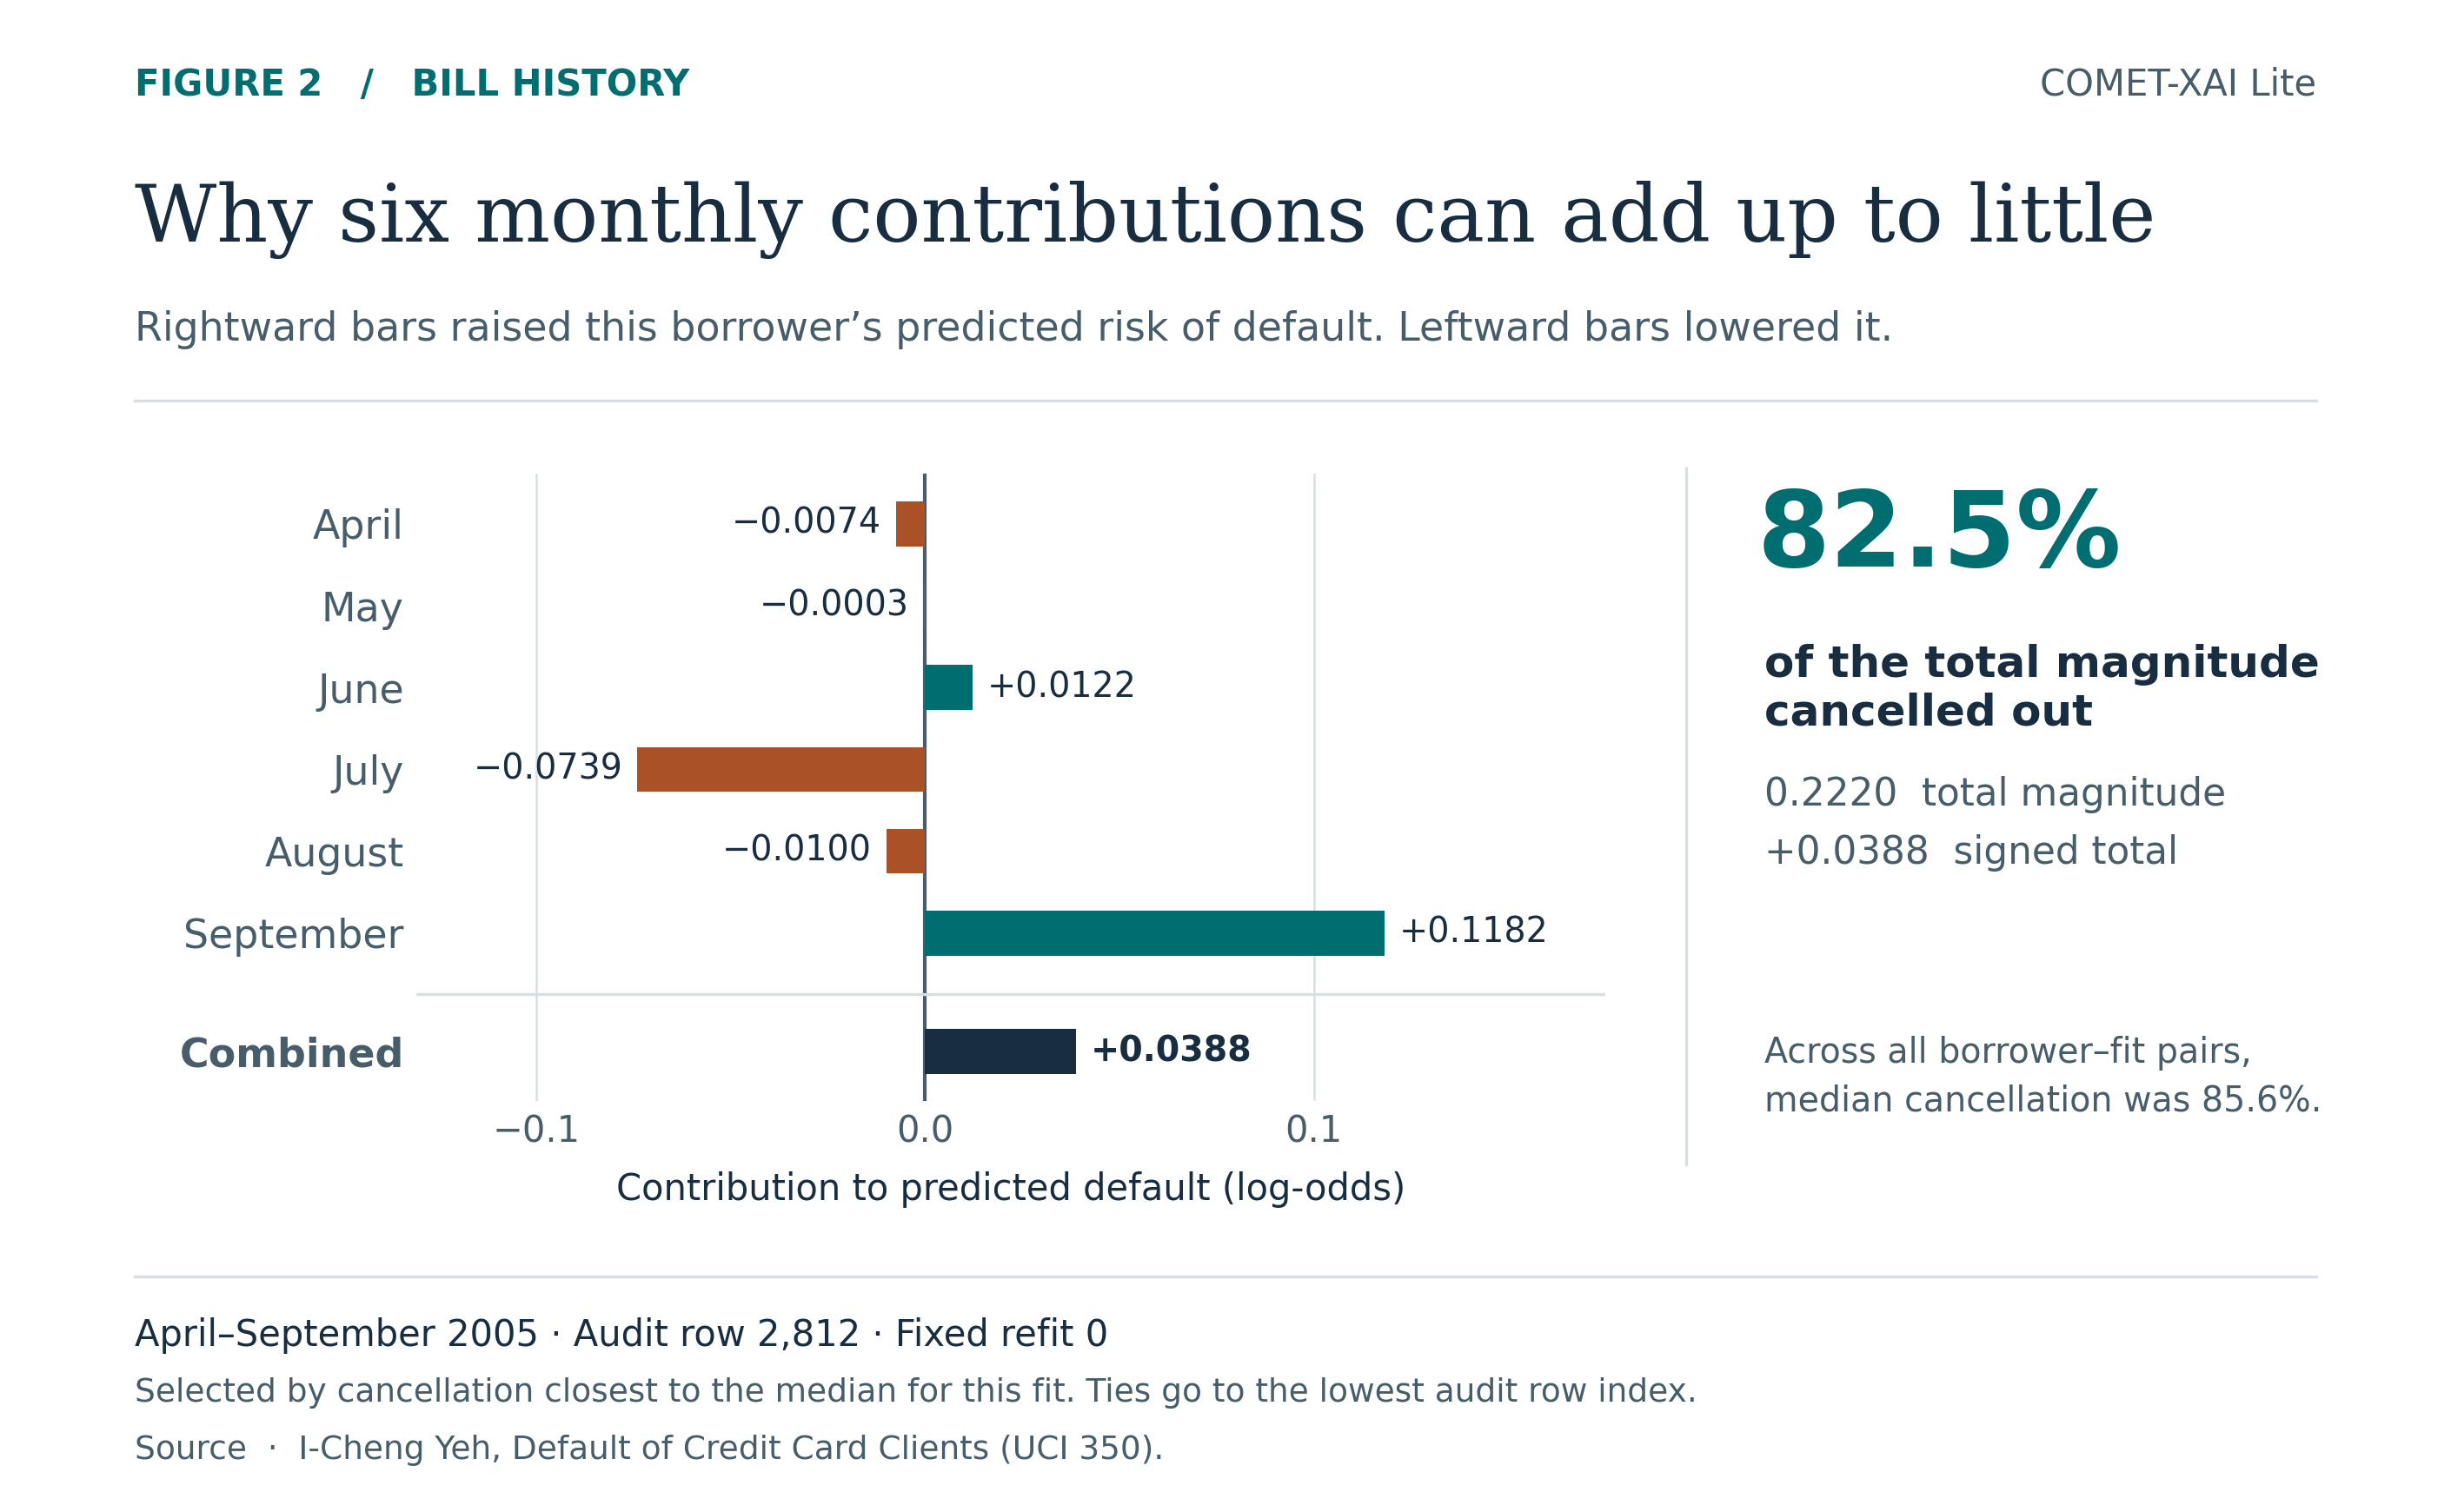 FIGURE 2 / BILL HISTORY
COMET-XAI Lite
Why six monthly contributions can add up to little
Rightward bars raised this borrower’s predicted risk of default. Leftward bars lowered it.
April −0.0074
May −0.0003
June +0.0122
July −0.0739
August −0.0100
September +0.1182
Combined +0.0388
−0.1 0.0 0.1
Contribution to predicted default (log-odds)
82.5%
of the total magnitude
cancelled out
0.2220 total magnitude
+0.0388 signed total
Across all borrower–fit pairs,
median cancellation was 85.6%.
April–September 2005 · Audit row 2,812 · Fixed refit 0
Selected by cancellation closest to the median for this fit. Ties go to the lowest audit row index.
Source · I-Cheng Yeh, Default of Credit Card Clients (UCI 350).